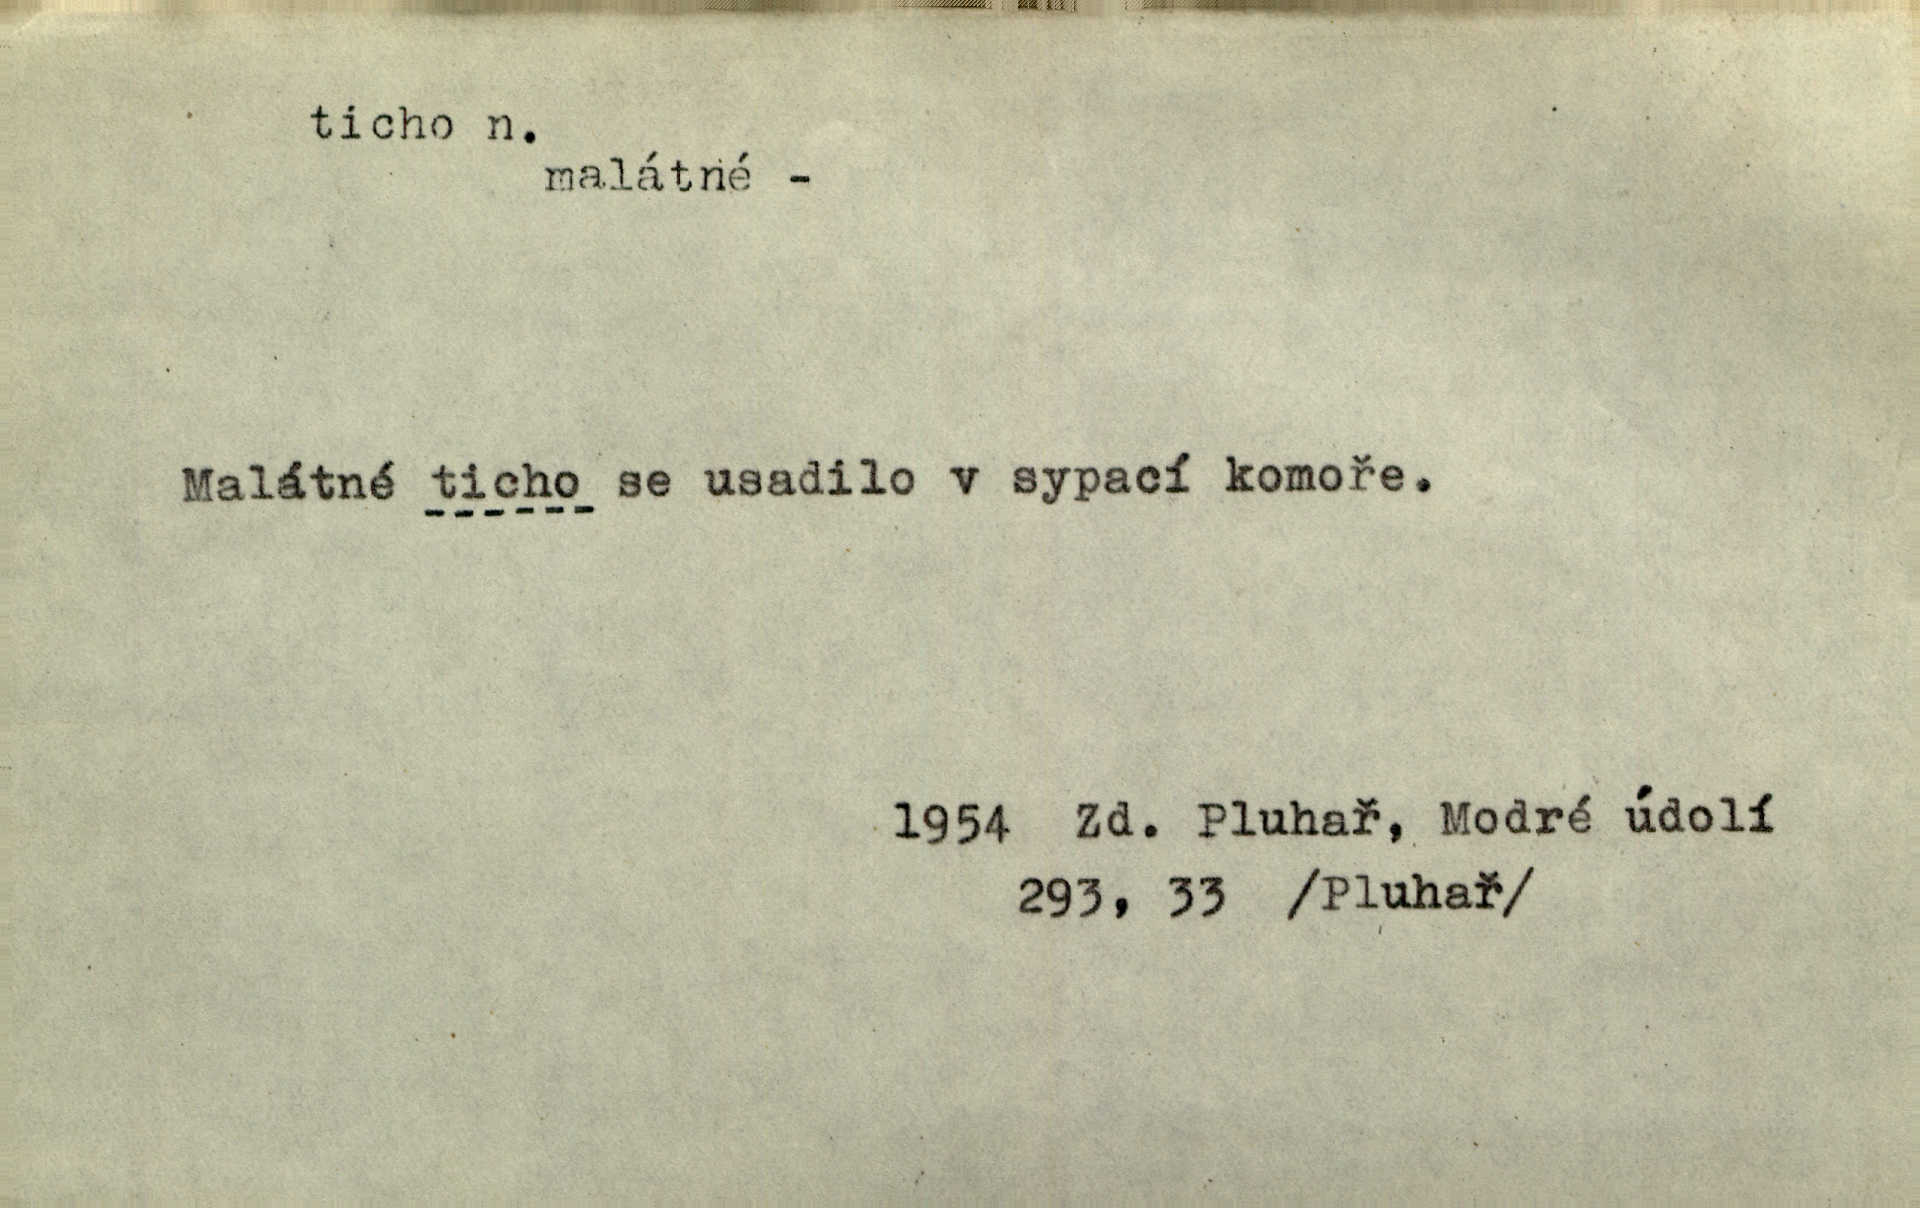 ticho n.
malátné -
Malátné ticho se usadilo v sypací komoře.
1954 Zd. Pluhař, Modré údolí
293, 33 /Pluhař/